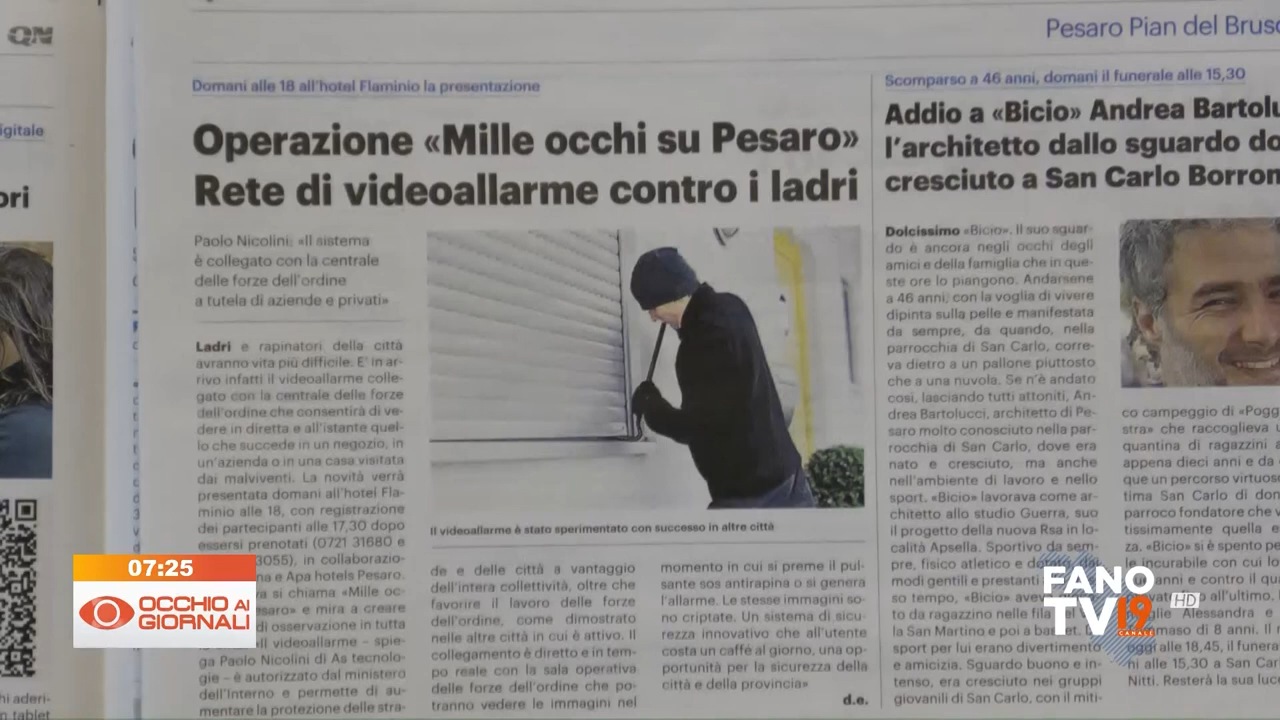 QN
Pesaro Pian del Brusc
igitale
ori
Domani alle 18 all'hotel Flaminio la presentazione
Operazione «Mille occhi su Pesaro»
Rete di videoallarme contro i ladri
Paolo Nicolini: «Il sistema
è collegato con la centrale
delle forze dell'ordine
a tutela di aziende e privati»
Ladri e rapinatori della città
avranno vita più difficile. E' in ar-
rivo infatti il videoallarme colle-
gato con la centrale delle forze
dell'ordine che consentirà di ve-
dere in diretta e all'istante quel-
lo che succede in un negozio, in
un'azienda o in una casa visitata
dai malviventi. La novità verrà
presentata domani all'hotel Fla-
minio alle 18, con registrazione
dei partecipanti alle 17,30 dopo
essersi prenotati (0721 31680 e
3055), in collaborazio-
na e Apa hotels Pesaro.
va si chiama «Mille oc-
esaro» e mira a creare
di osservazione in tutta
di videoallarme – spie-
ga Paolo Nicolini di As tecnolo-
gie – è autorizzato dal ministero
dell'Interno e permette di au-
mentare la protezione delle stra-
Il videoallarme è stato sperimentato con successo in altre città
de e delle città a vantaggio
dell'intera collettività, oltre che
favorire il lavoro delle forze
dell'ordine, come dimostrato
nelle altre città in cui è attivo. Il
collegamento è diretto e in tem-
po reale con la sala operativa
delle forze dell'ordine che po-
tranno vedere le immagini nel
momento in cui si preme il pul-
sante sos antirapina o si genera
l'allarme. Le stesse immagini so-
no criptate. Un sistema di sicu-
rezza innovativo che all'utente
costa un caffè al giorno, una op-
portunità per la sicurezza della
città e della provincia»
d.e.
Scomparso a 46 anni, domani il funerale alle 15,30
Addio a «Bicio» Andrea Bartolu
l'architetto dallo sguardo do
cresciuto a San Carlo Borrom
Dolcissimo «Bicio». Il suo sguar-
do è ancora negli occhi degli
amici e della famiglia che in que-
ste ore lo piangono. Andarsene
a 46 anni, con la voglia di vivere
dipinta sulla pelle e manifestata
da sempre, da quando, nella
parrocchia di San Carlo, corre-
va dietro a un pallone piuttosto
che a una nuvola. Se n'è andato
così, lasciando tutti attoniti, An-
drea Bartolucci, architetto di Pe-
saro molto conosciuto nella par-
rocchia di San Carlo, dove era
nato e cresciuto, ma anche
nell'ambiente di lavoro e nello
sport. «Bicio» lavorava come ar-
chitetto allo studio Guerra, suo
il progetto della nuova Rsa in lo-
calità Apsella. Sportivo da sem-
pre, fisico atletico e
modi gentili e prestanti
so tempo, «Bicio» ave
to da ragazzino nelle fila
la San Martino e poi a
sport per lui erano divertimento
e amicizia. Sguardo buono e in-
tenso, era cresciuto nei gruppi
giovanili di San Carlo, con il miti-
co campeggio di «Pogg
stra» che raccoglieva u
quantina di ragazzini a
appena dieci anni e da
que un percorso virtuos
tima San Carlo di don
parroco fondatore che v
tissimamente quella e
za. «Bicio» si è spento pe
le incurabile con cui lo
anni e contro il qu
all'ultimo.
Alessandra e
maso di 8 anni. Il r
oggi alle 18,45, il funera
ni alle 15,30 a San Car
Nitti. Resterà la sua luce
hi aderi-
n tablet
07:25
OCCHIO AI
GIORNALI
FANO
TV 19 HD
CANALE